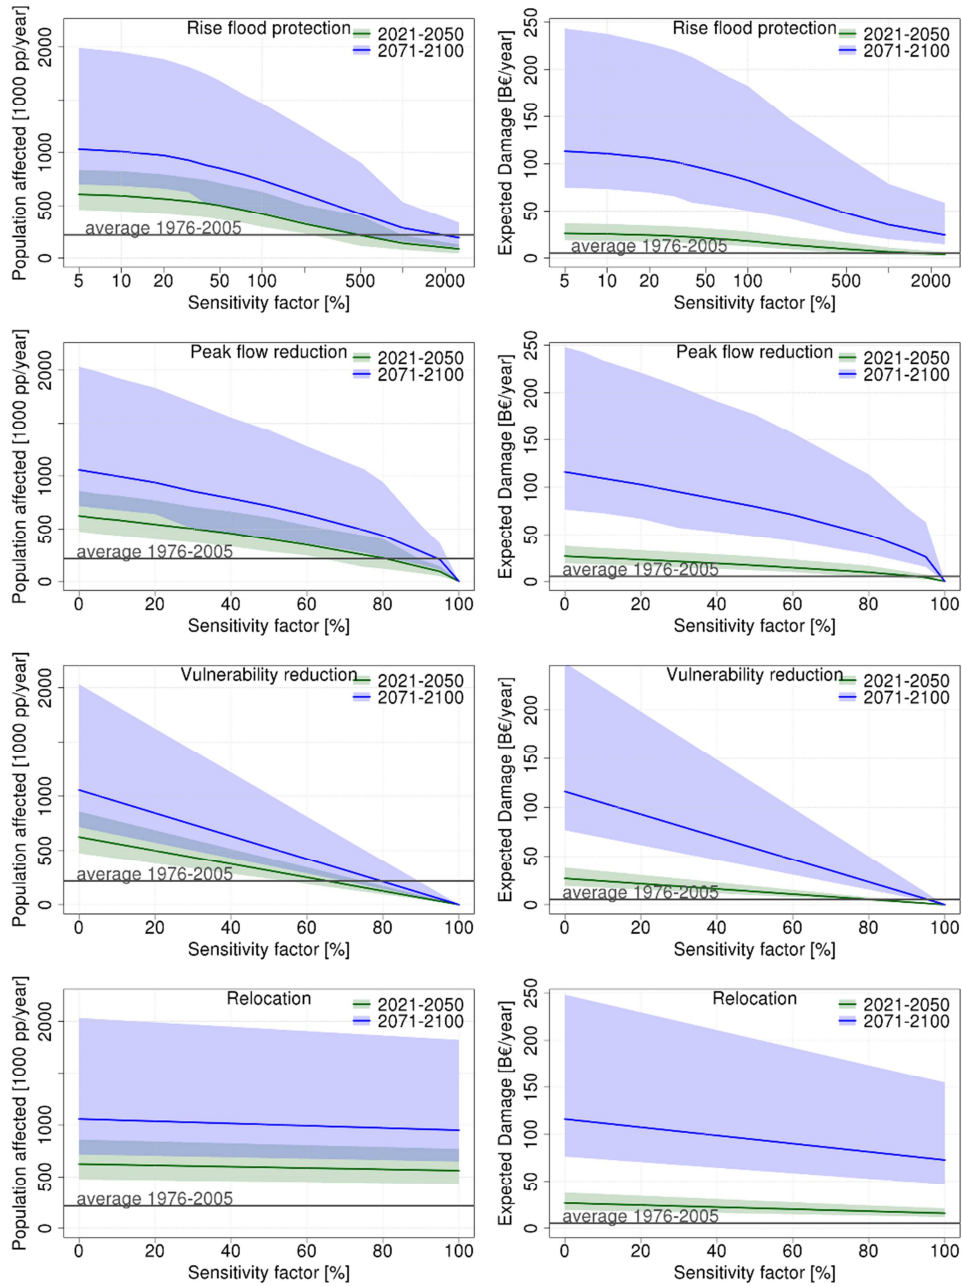 Rise flood protection
2021-2050
2071-2100
Population affected [1000 pp/year]
0 500 1000 2000
average 1976-2005
5 10 20 50 100 500 2000
Sensitivity factor [%]
Rise flood protection
2021-2050
2071-2100
Expected Damage [B€/year]
0 50 100 150 200 250
average 1976-2005
5 10 20 50 100 500 2000
Sensitivity factor [%]
Peak flow reduction
2021-2050
2071-2100
Population affected [1000 pp/year]
0 500 1000 2000
average 1976-2005
0 20 40 60 80 100
Sensitivity factor [%]
Peak flow reduction
2021-2050
2071-2100
Expected Damage [B€/year]
0 50 100 150 200 250
average 1976-2005
0 20 40 60 80 100
Sensitivity factor [%]
Vulnerability reduction
2021-2050
2071-2100
Population affected [1000 pp/year]
0 500 1000 2000
average 1976-2005
0 20 40 60 80 100
Sensitivity factor [%]
Vulnerability reduction
2021-2050
2071-2100
Expected Damage [B€/year]
0 50 100 150 200
average 1976-2005
0 20 40 60 80 100
Sensitivity factor [%]
Relocation
2021-2050
2071-2100
Population affected [1000 pp/year]
0 500 1000 2000
average 1976-2005
0 20 40 60 80 100
Sensitivity factor [%]
Relocation
2021-2050
2071-2100
Expected Damage [B€/year]
0 50 100 150 200 250
average 1976-2005
0 20 40 60 80 100
Sensitivity factor [%]